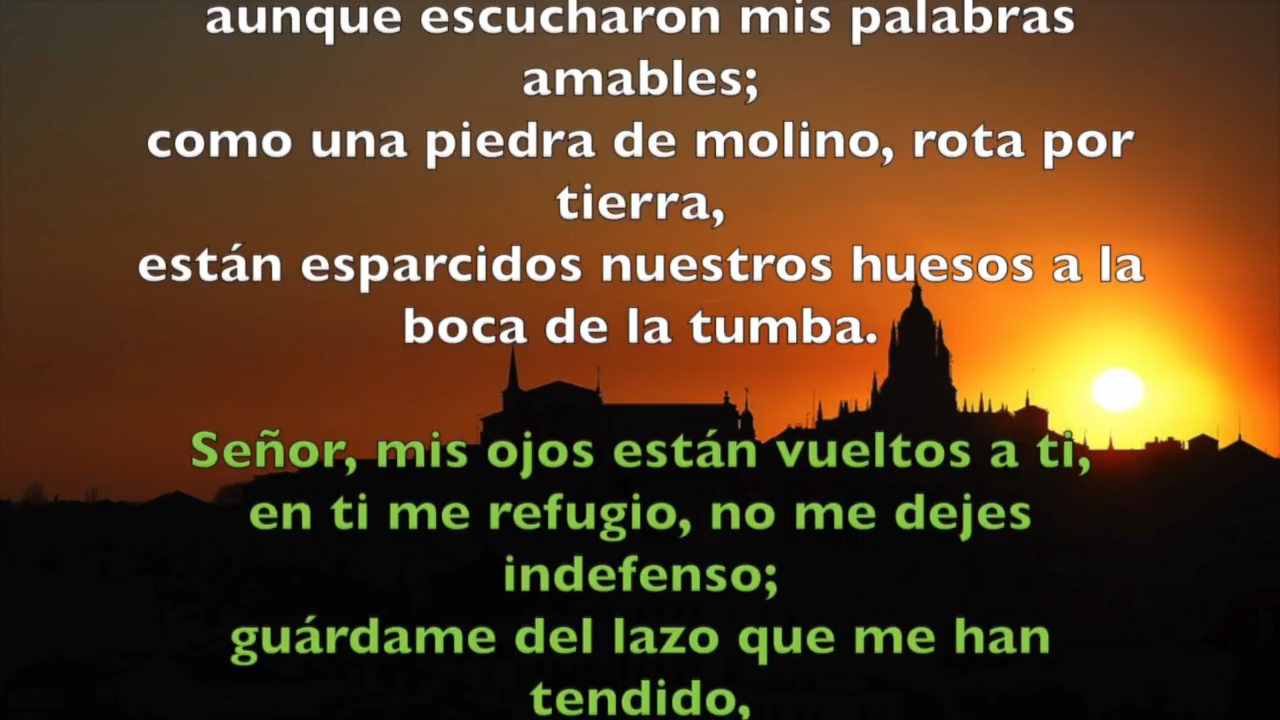 aunque escucharon mis palabras
amables;
como una piedra de molino, rota por
tierra,
están esparcidos nuestros huesos a la
boca de la tumba.
Señor, mis ojos están vueltos a ti,
en ti me refugio, no me dejes
indefenso;
guárdame del lazo que me han
tendido,